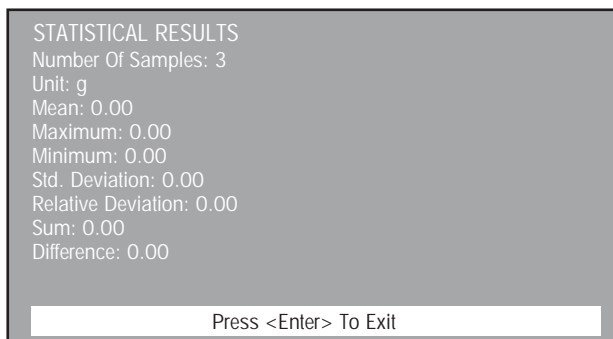 STATISTICAL RESULTS
Number Of Samples: 3
Unit: g
Mean: 0.00
Maximum: 0.00
Minimum: 0.00
Std. Deviation: 0.00
Relative Deviation: 0.00
Sum: 0.00
Difference: 0.00
Press <Enter> To Exit